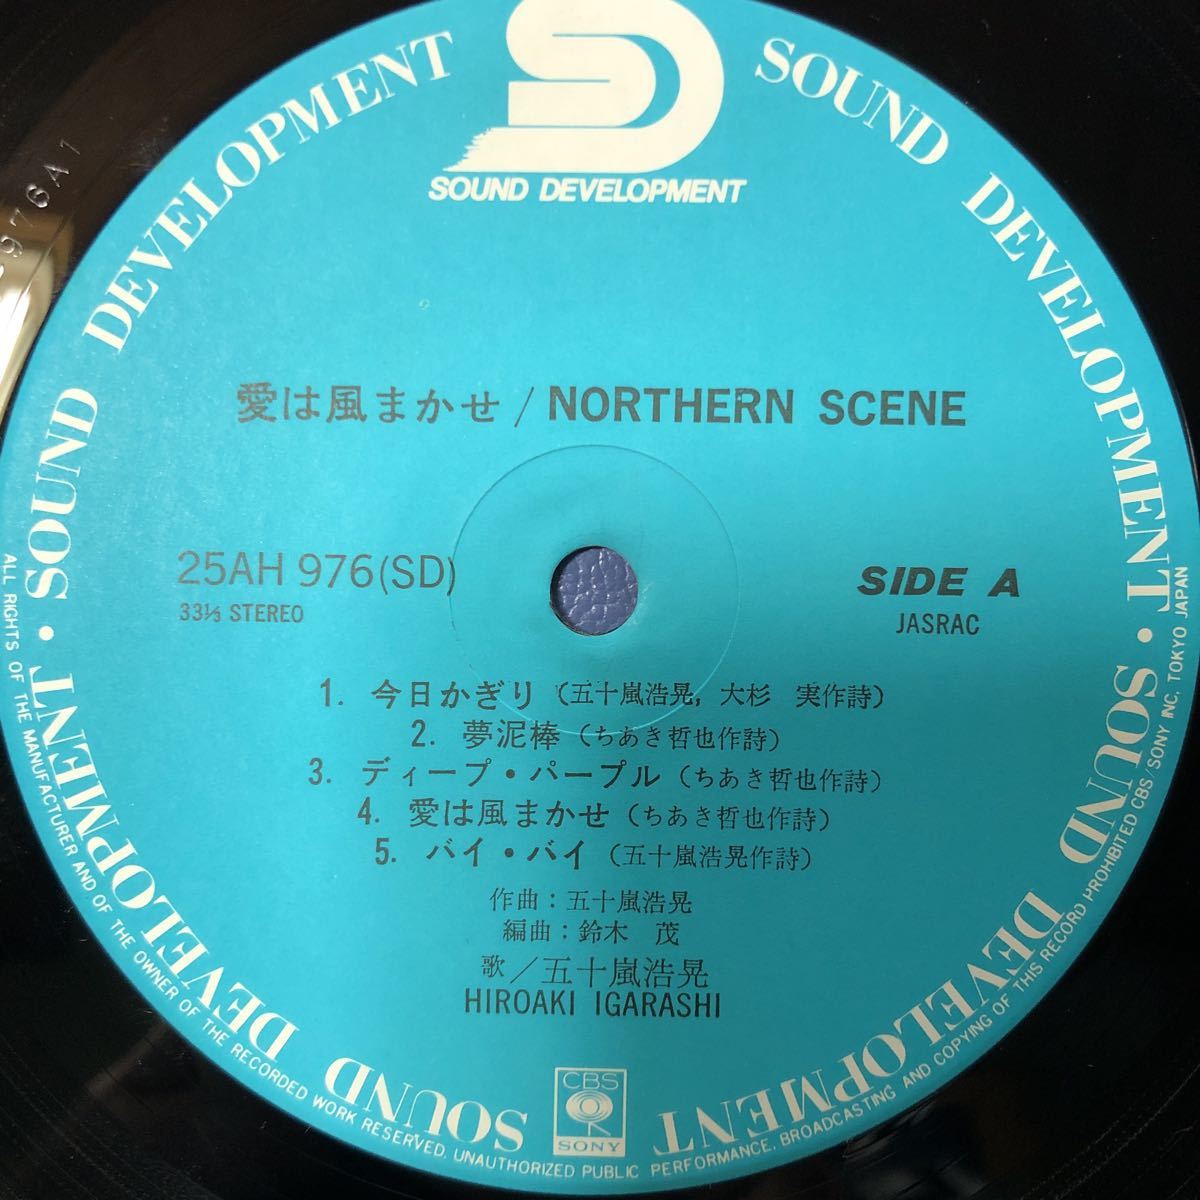 SOUND DEVELOPMENT
愛は風まかせ / NORTHERN SCENE
25AH 976(SD)
33⅓ STEREO
SIDE A
JASRAC
1. 今日かぎり (五十嵐浩晃, 大杉 実作詩)
2. 夢泥棒 (ちあき哲也作詩)
3. ディープ・パープル (ちあき哲也作詩)
4. 愛は風まかせ (ちあき哲也作詩)
5. バイ・バイ (五十嵐浩晃作詩)
作曲:五十嵐浩晃
編曲:鈴木 茂
歌/五十嵐浩晃
HIROAKI IGARASHI
CBS
SONY
SOUND DEVELOPMENT • SOUND DEVELOPMENT
SOUND DEVELOPMENT • SOUND DEVELOPMENT
ALL RIGHTS OF THE MANUFACTURER AND OF THE OWNER OF THE RECORDED WORK RESERVED. UNAUTHORIZED PUBLIC PERFORMANCE, BROADCASTING AND COPYING OF THIS RECORD PROHIBITED CBS/SONY INC. TOKYO JAPAN
976A1